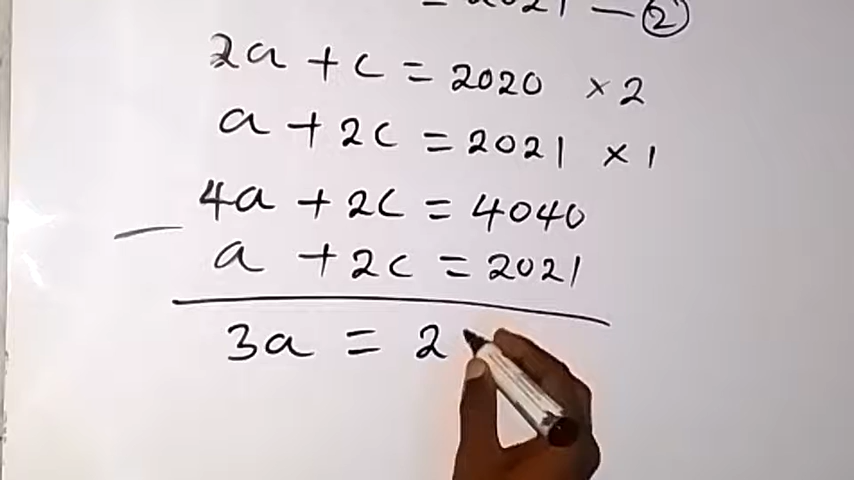 = 2021 — ②
2a + c = 2020 × 2
a + 2c = 2021 × 1
4a + 2c = 4040
— a + 2c = 2021
3a = 2